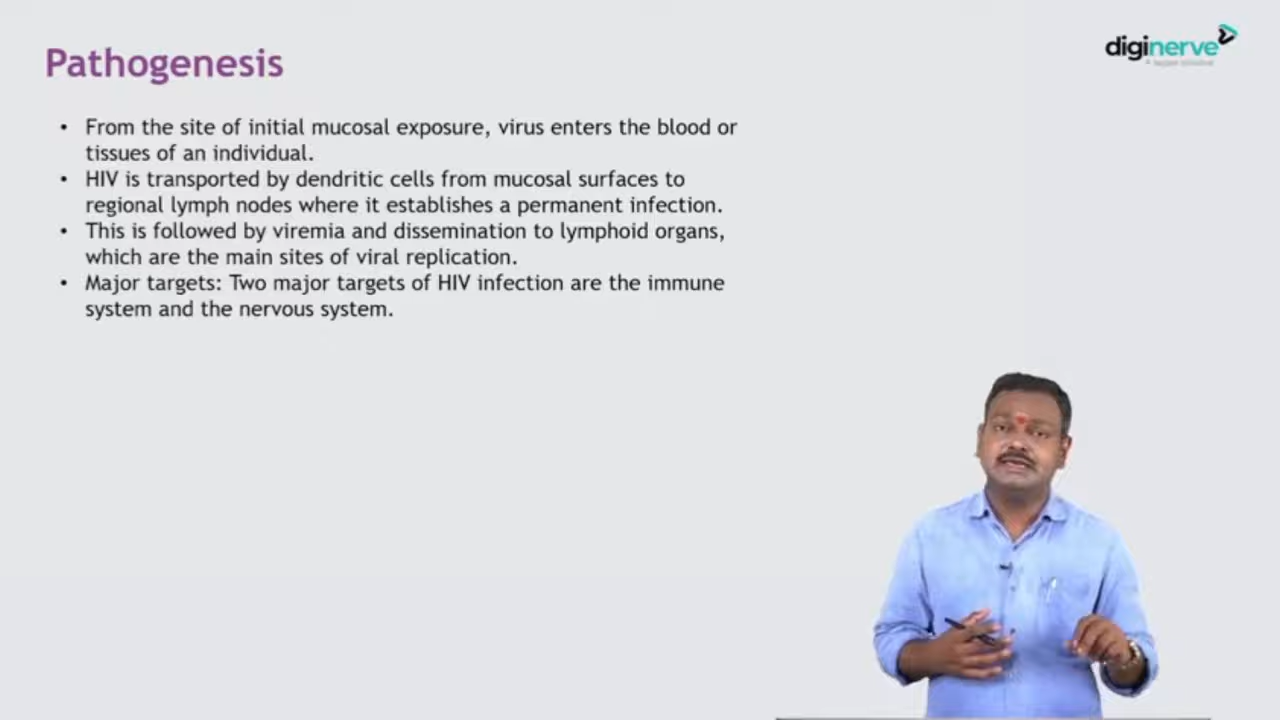 Pathogenesis
diginerve
• From the site of initial mucosal exposure, virus enters the blood or
tissues of an individual.
• HIV is transported by dendritic cells from mucosal surfaces to
regional lymph nodes where it establishes a permanent infection.
• This is followed by viremia and dissemination to lymphoid organs,
which are the main sites of viral replication.
• Major targets: Two major targets of HIV infection are the immune
system and the nervous system.